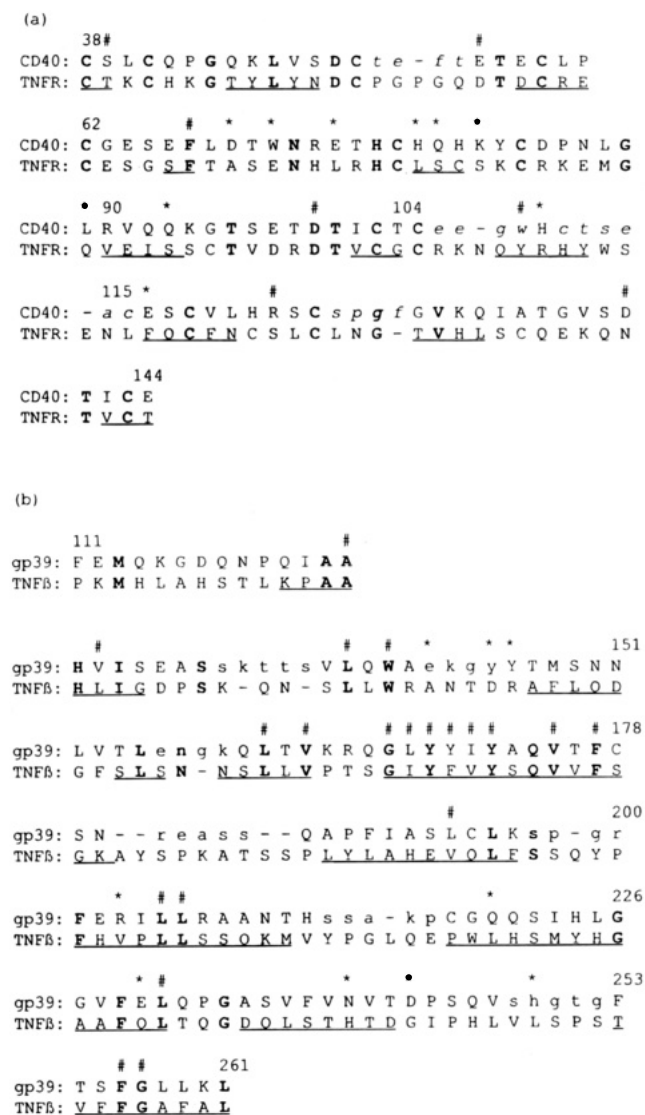 (a)
38#                                   #
CD40: C S L C Q P G Q K L V S D C t e - f t E T E C L P
TNFR: C T K C H K G T Y L Y N D C P G P G Q D T D C R E
62 # * * * * * •
CD40: C G E S E F L D T W N R E T H C H Q H K Y C D P N L G
TNFR: C E S G S F T A S E N H L R H C L S C S K C R K E M G
• 90 * # 104 # *
CD40: L R V Q Q K G T S E T D T I C T C e e - g w H c t s e
TNFR: Q V E I S S C T V D R D T V C G C R K N Q Y R H Y W S
115 * # #
CD40: - a c E S C V L H R S C s p g f G V K Q I A T G V S D
TNFR: E N L F Q C F N C S L C L N G - T V H L S C Q E K Q N
144
CD40: T I C E
TNFR: T V C T
(b)
111 #
gp39: F E M Q K G D Q N P Q I A A
TNFß: P K M H L A H S T L K P A A
# # # * * * 151
gp39: H V I S E A S s k t t s V L Q W A e k g y Y T M S N N
TNFß: H L I G D P S K - Q N - S L L W R A N T D R A F L Q D
# # # # # # # # # 178
gp39: L V T L e n g k Q L T V K R Q G L Y Y I Y A Q V T F C
TNFß: G F S L S N - N S L L V P T S G I Y F V Y S Q V V F S
# 200
gp39: S N - - r e a s s - - Q A P F I A S L C L K s p - g r
TNFß: G K A Y S P K A T S S P L Y L A H E V Q L F S S Q Y P
* # # * 226
gp39: F E R I L L R A A N T H s s a - k p C G Q Q S I H L G
TNFß: F H V P L L S S Q K M V Y P G L Q E P W L H S M Y H G
* # * • * 253
gp39: G V F E L Q P G A S V F V N V T D P S Q V s h g t g F
TNFß: A A F Q L T Q G D Q L S T H T D G I P H L V L S P S T
# # 261
gp39: T S F G L L K L
TNFß: V F F G A F A L